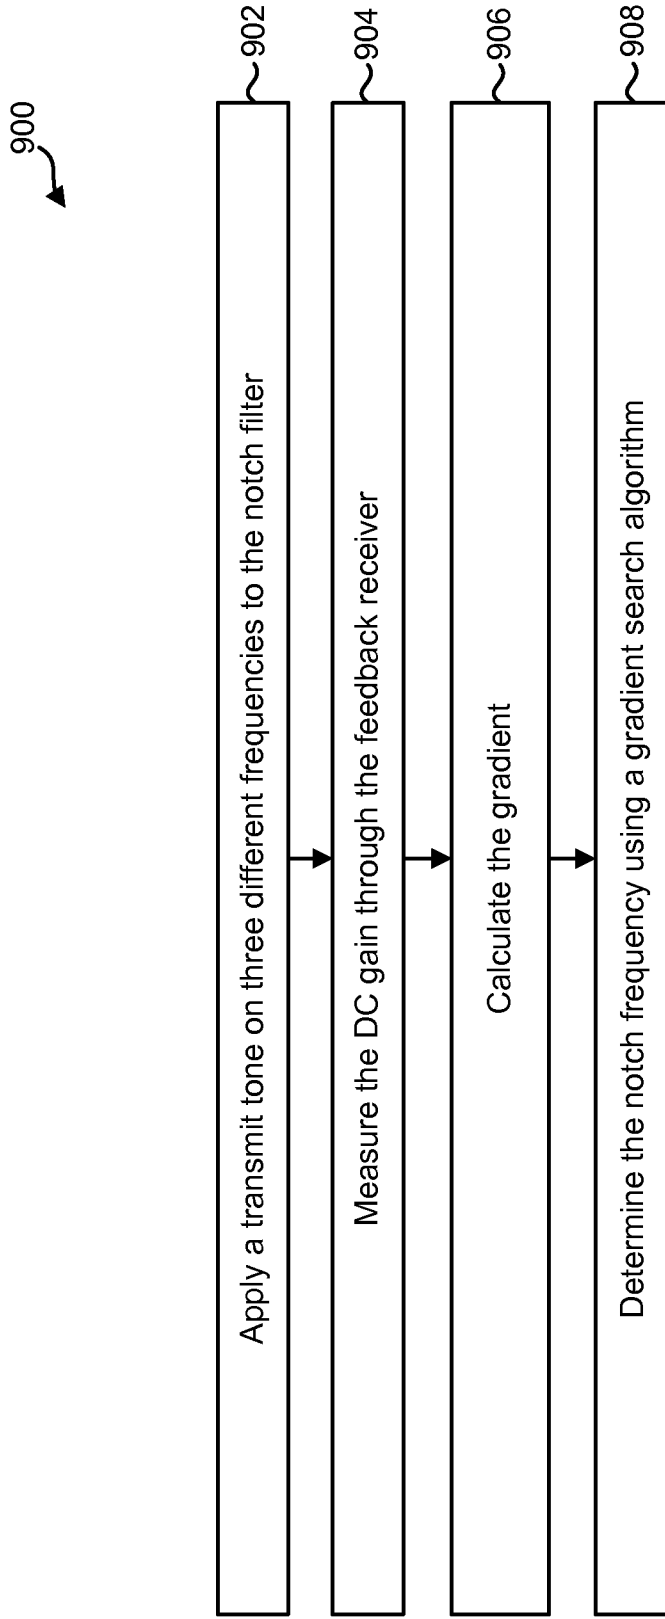 900
Apply a transmit tone on three different frequencies to the notch filter
902
Measure the DC gain through the feedback receiver
904
Calculate the gradient
906
Determine the notch frequency using a gradient search algorithm
908